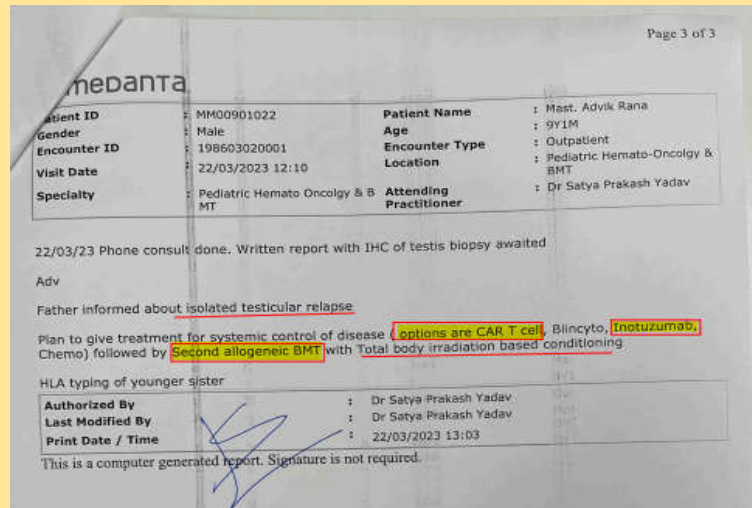 Page 3 of 3
medanta
Patient ID : MM00901022 Patient Name : Mast. Advik Rana
Gender : Male Age : 9Y1M
Encounter ID : 198603020001 Encounter Type : Outpatient
Visit Date : 22/03/2023 12:10 Location : Pediatric Hemato-Oncolgy & BMT
Specialty : Pediatric Hemato Oncolgy & B MT Attending Practitioner : Dr Satya Prakash Yadav
22/03/23 Phone consult done. Written report with IHC of testis biopsy awaited
Adv
Father informed about isolated testicular relapse
Plan to give treatment for systemic control of disease ( options are CAR T cell, Blincyto, Inotuzumab,
Chemo) followed by Second allogeneic BMT with Total body irradiation based conditioning
HLA typing of younger sister
Authorized By : Dr Satya Prakash Yadav
Last Modified By : Dr Satya Prakash Yadav
Print Date / Time : 22/03/2023 13:03
This is a computer generated report. Signature is not required.